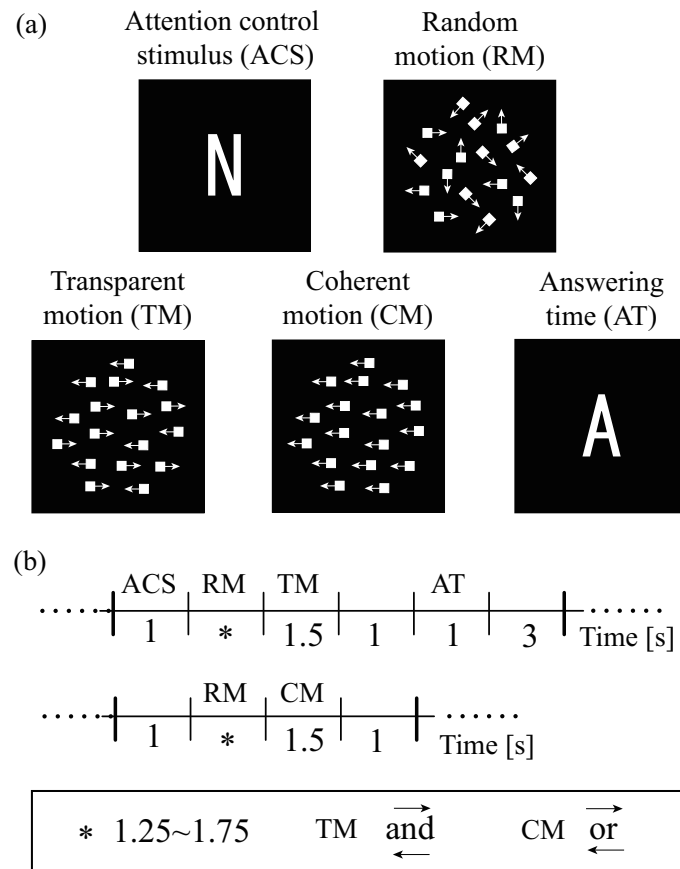 (a)
Attention control
stimulus (ACS)
Random
motion (RM)
N
Transparent
motion (TM)
Coherent
motion (CM)
Answering
time (AT)
A
(b)
ACS RM TM AT
1 * 1.5 1 1 3 Time [s]
RM CM
1 * 1.5 1 Time [s]
* 1.25~1.75 TM and CM or